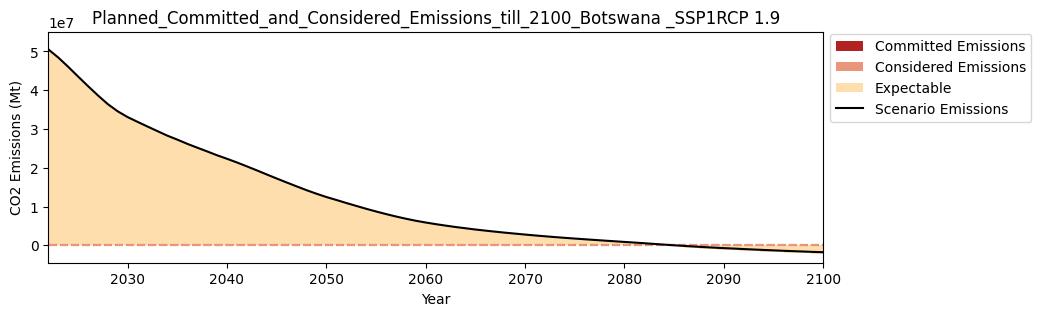 Planned_Committed_and_Considered_Emissions_till_2100_Botswana _SSP1RCP 1.9
1e7
CO2 Emissions (Mt)
5
4
3
2
1
0
2030 2040 2050 2060 2070 2080 2090 2100
Year
Committed Emissions
Considered Emissions
Expectable
Scenario Emissions